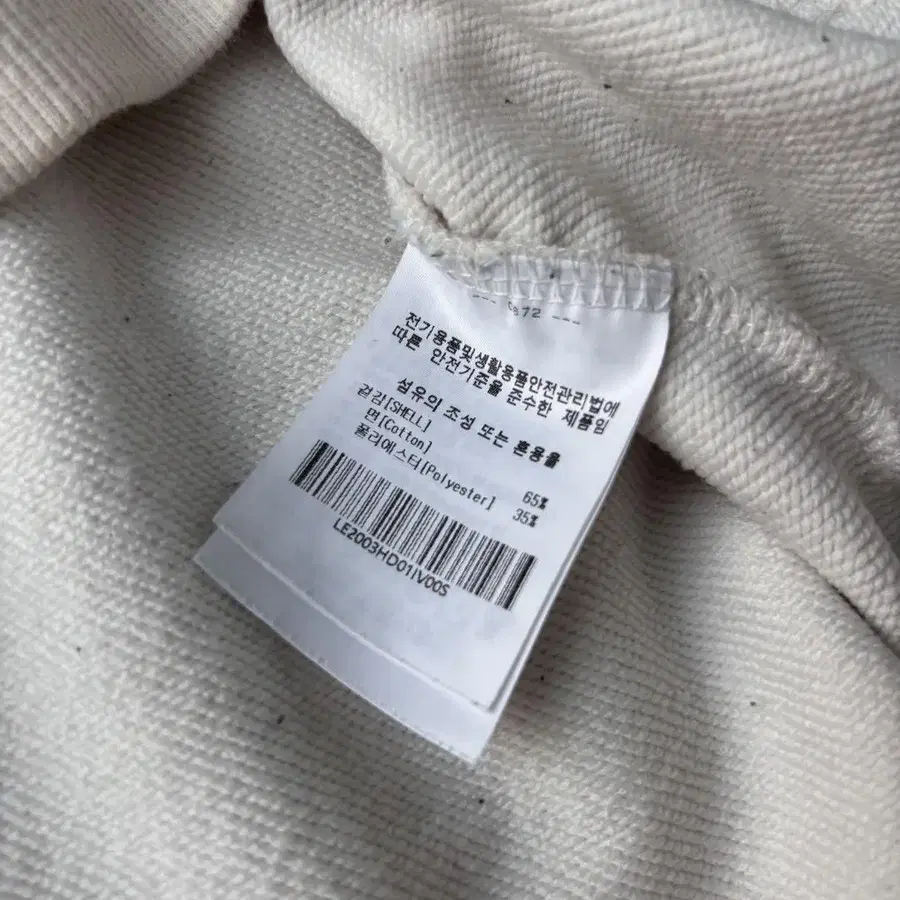 전기용품및생활용품안전관리법에
따른 안전기준을 준수한 제품임
섬유의 조성 또는 혼용율
겉감[SHELL]
면[Cotton] 65%
폴리에스터[Polyester] 35%
LE2003HD01IV00S